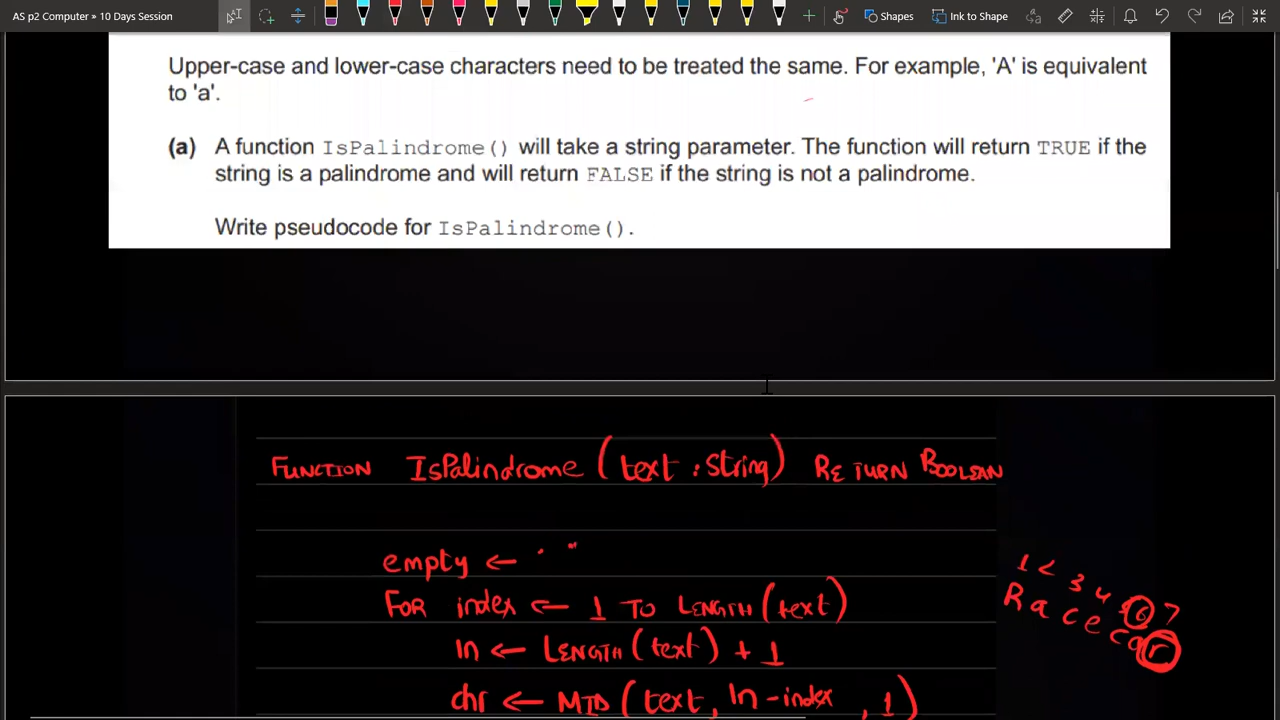 AS p2 Computer » 10 Days Session
Shapes
Ink to Shape
Upper-case and lower-case characters need to be treated the same. For example, 'A' is equivalent
to 'a'.
(a) A function IsPalindrome() will take a string parameter. The function will return TRUE if the
string is a palindrome and will return FALSE if the string is not a palindrome.
Write pseudocode for IsPalindrome().
FUNCTION IsPalindrome (text : String) RETURN BOOLEAN
empty ← " "
FOR index ← 1 TO LENGTH(text)
ln ← LENGTH(text) + 1
chr ← MID(text, ln-index, 1)
1 2 3 4 5 6 7
Racecar